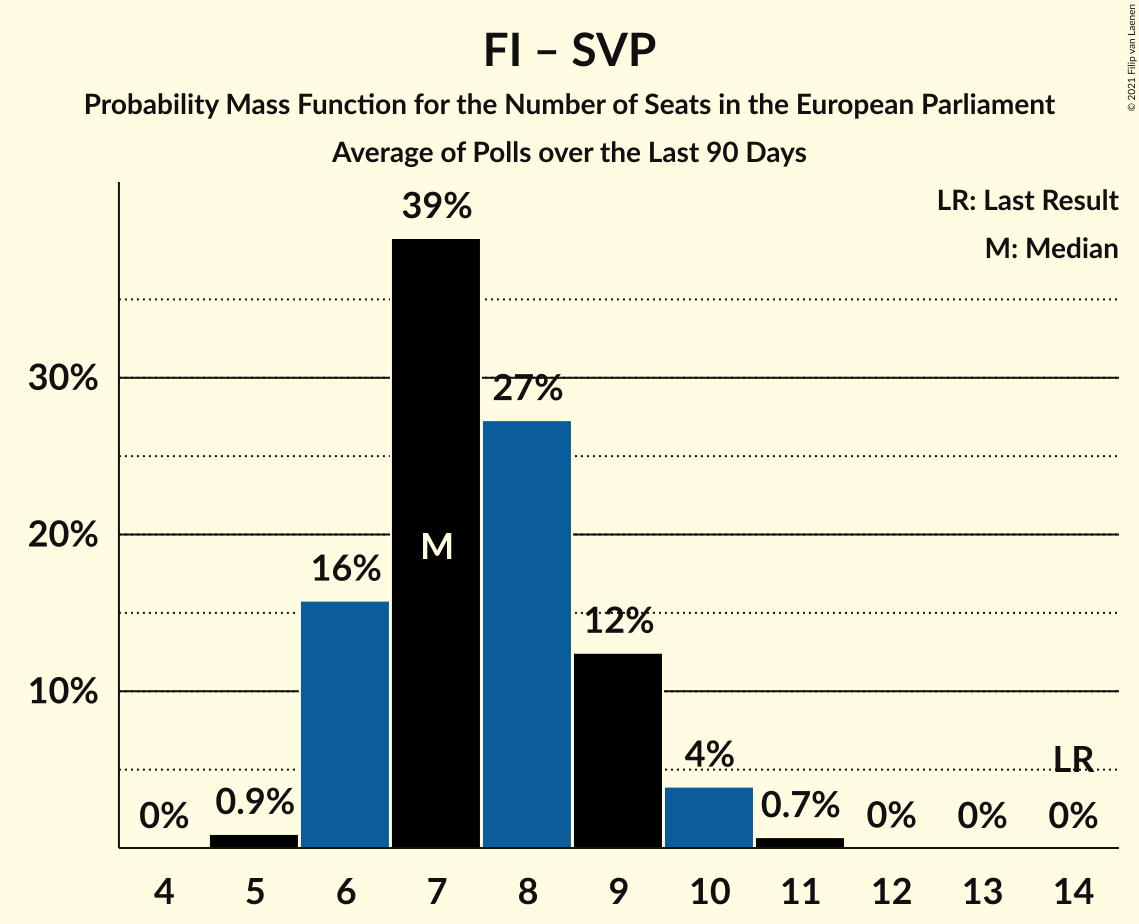 FI – SVP
Probability Mass Function for the Number of Seats in the European Parliament
Average of Polls over the Last 90 Days
© 2021 Filip van Laenen
LR: Last Result
M: Median
39%
30%
27%
20%
M
16%
12%
10%
4%
LR
0%
0.9%
0.7%
0%
0%
0%
4 5 6 7 8 9 10 11 12 13 14